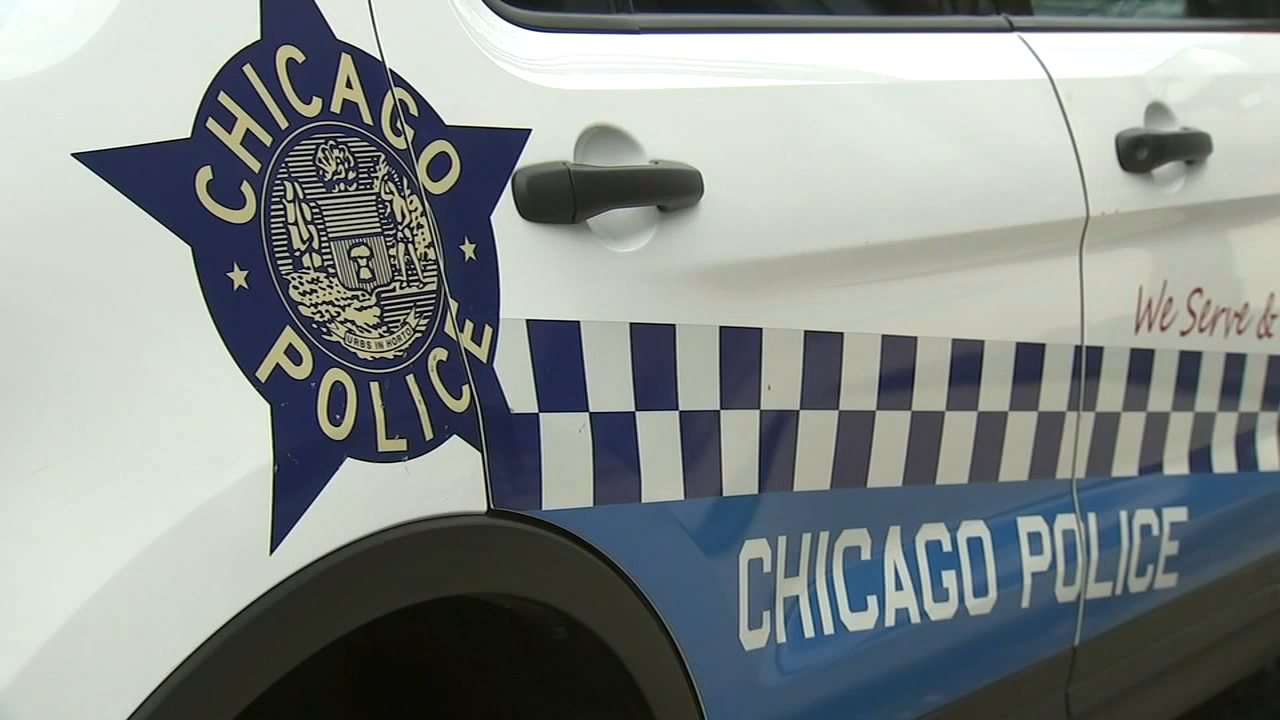 CHICAGO
URBS IN HORTO
POLICE
We Serve &
CHICAGO POLICE